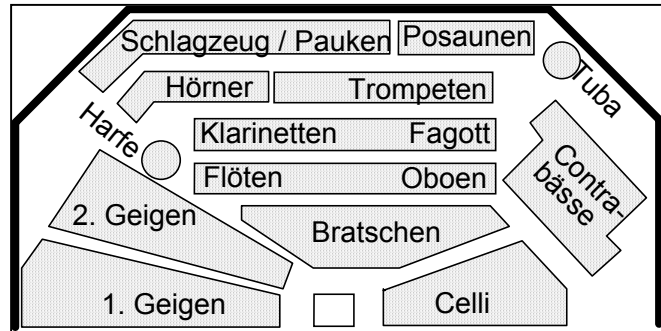 Schlagzeug / Pauken Posaunen
Tuba
Hörner Trompeten
Harfe
Klarinetten Fagott
Flöten Oboen
Contra-
bässe
2. Geigen
Bratschen
1. Geigen
Celli